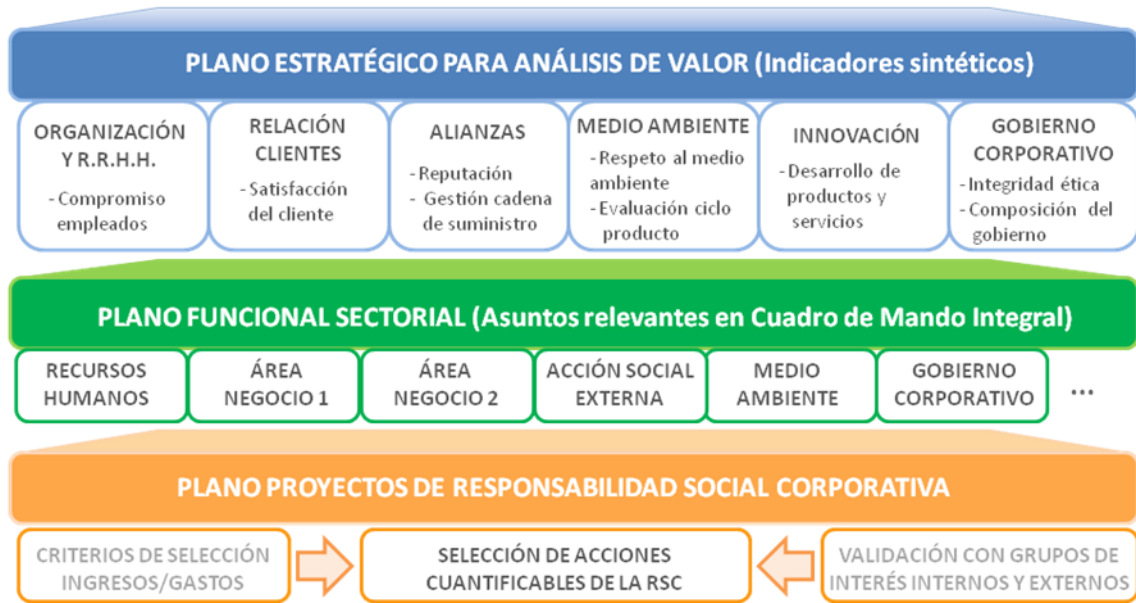 PLANO ESTRATÉGICO PARA ANÁLISIS DE VALOR (Indicadores sintéticos)
ORGANIZACIÓN
Y R.R.H.H.
- Compromiso
empleados
RELACIÓN
CLIENTES
- Satisfacción
del cliente
ALIANZAS
- Reputación
- Gestión cadena
de suministro
MEDIO AMBIENTE
- Respeto al medio
ambiente
- Evaluación ciclo
producto
INNOVACIÓN
- Desarrollo de
productos y
servicios
GOBIERNO
CORPORATIVO
- Integridad ética
- Composición del
gobierno
PLANO FUNCIONAL SECTORIAL (Asuntos relevantes en Cuadro de Mando Integral)
RECURSOS
HUMANOS
ÁREA
NEGOCIO 1
ÁREA
NEGOCIO 2
ACCIÓN SOCIAL
EXTERNA
MEDIO
AMBIENTE
GOBIERNO
CORPORATIVO
...
PLANO PROYECTOS DE RESPONSABILIDAD SOCIAL CORPORATIVA
CRITERIOS DE SELECCIÓN
INGRESOS/GASTOS
SELECCIÓN DE ACCIONES
CUANTIFICABLES DE LA RSC
VALIDACIÓN CON GRUPOS DE
INTERÉS INTERNOS Y EXTERNOS